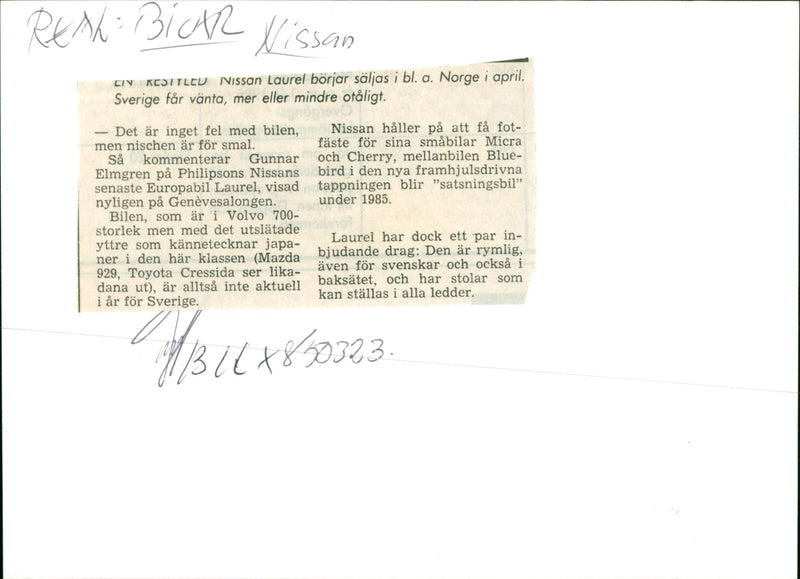 REAL: BILAR Nissan
EN RESTYLED Nissan Laurel börjar säljas i bl. a. Norge i april.
Sverige får vänta, mer eller mindre otåligt.
— Det är inget fel med bilen,
men nischen är för smal.
Så kommenterar Gunnar
Elmgren på Philipsons Nissans
senaste Europabil Laurel, visad
nyligen på Genèvesalongen.
Bilen, som är i Volvo 700-
storlek men med det utslätade
yttre som kännetecknar japa-
ner i den här klassen (Mazda
929, Toyota Cressida ser lika-
dana ut), är alltså inte aktuell
i år för Sverige.
Nissan håller på att få fot-
fäste för sina småbilar Micra
och Cherry, mellanbilen Blue-
bird i den nya framhjulsdrivna
tappningen blir "satsningsbil"
under 1985.
Laurel har dock ett par in-
bjudande drag: Den är rymlig,
även för svenskar och också i
baksätet, och har stolar som
kan ställas i alla ledder.
850323.